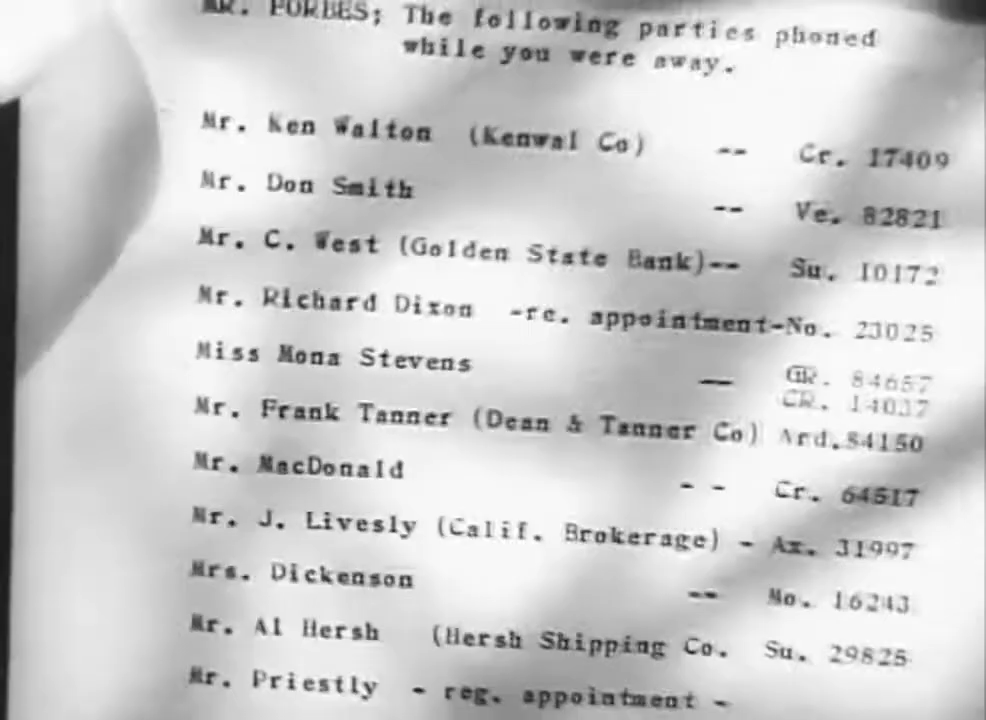 MR. FORBES; The following parties phoned
while you were away.
Mr. Ken Walton (Kenwal Co) -- Cr. 17409
Mr. Don Smith -- Ve. 82821
Mr. C. West (Golden State Bank)-- Su. 10172
Mr. Richard Dixon -re. appointment-No. 23025
Miss Mona Stevens -- GR. 84657
CR. 14037
Mr. Frank Tanner (Dean & Tanner Co) Ard.84150
Mr. MacDonald - - Cr. 64517
Mr. J. Livesly (Calif. Brokerage) - Ax. 31997
Mrs. Dickenson -- Mo. 16243
Mr. Al Hersh (Hersh Shipping Co. Su. 29825
Mr. Priestly - reg. appointment -